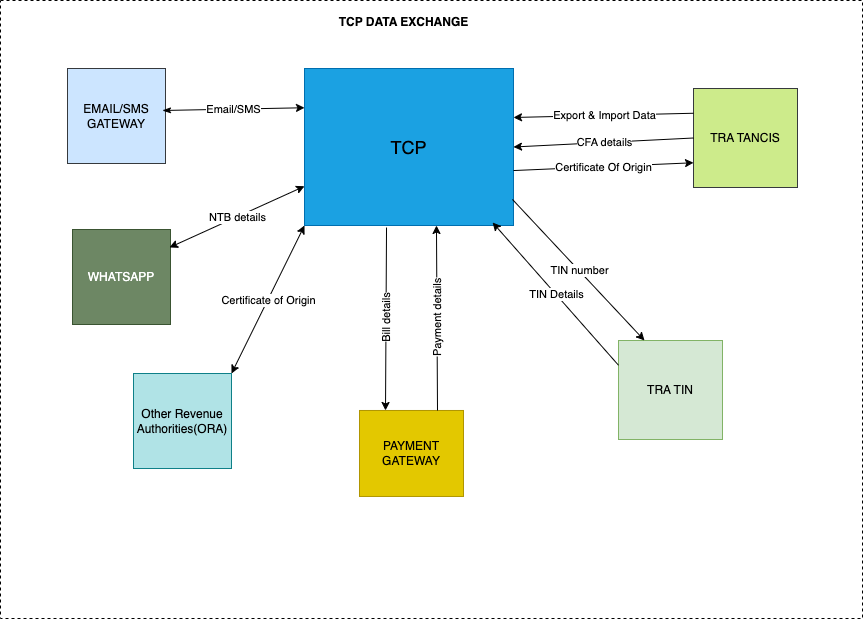 TCP DATA EXCHANGE
EMAIL/SMS
GATEWAY
Email/SMS
TCP
Export & Import Data
CFA details
Certificate Of Origin
TRA TANCIS
NTB details
WHATSAPP
Certificate of Origin
Bill details
Payment details
TIN number
TIN Details
TRA TIN
Other Revenue
Authorities(ORA)
PAYMENT
GATEWAY